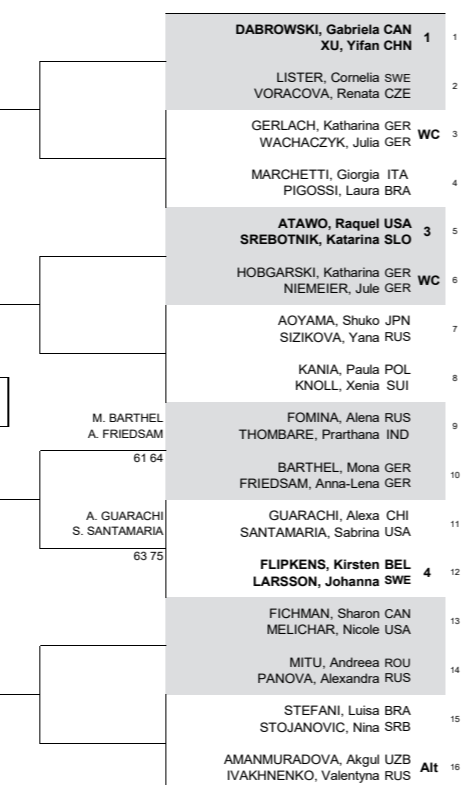 DABROWSKI, Gabriela CAN
XU, Yifan CHN
1
1
LISTER, Cornelia SWE
VORACOVA, Renata CZE
2
GERLACH, Katharina GER
WACHACZYK, Julia GER
WC
3
MARCHETTI, Giorgia ITA
PIGOSSI, Laura BRA
4
ATAWO, Raquel USA
SREBOTNIK, Katarina SLO
3
5
HOBGARSKI, Katharina GER
NIEMEIER, Jule GER
WC
6
AOYAMA, Shuko JPN
SIZIKOVA, Yana RUS
7
KANIA, Paula POL
KNOLL, Xenia SUI
8
M. BARTHEL
A. FRIEDSAM
61 64
FOMINA, Alena RUS
THOMBARE, Prarthana IND
9
BARTHEL, Mona GER
FRIEDSAM, Anna-Lena GER
10
A. GUARACHI
S. SANTAMARIA
63 75
GUARACHI, Alexa CHI
SANTAMARIA, Sabrina USA
11
FLIPKENS, Kirsten BEL
LARSSON, Johanna SWE
4
12
FICHMAN, Sharon CAN
MELICHAR, Nicole USA
13
MITU, Andreea ROU
PANOVA, Alexandra RUS
14
STEFANI, Luisa BRA
STOJANOVIC, Nina SRB
15
AMANMURADOVA, Akgul UZB
IVAKHNENKO, Valentyna RUS
Alt
16